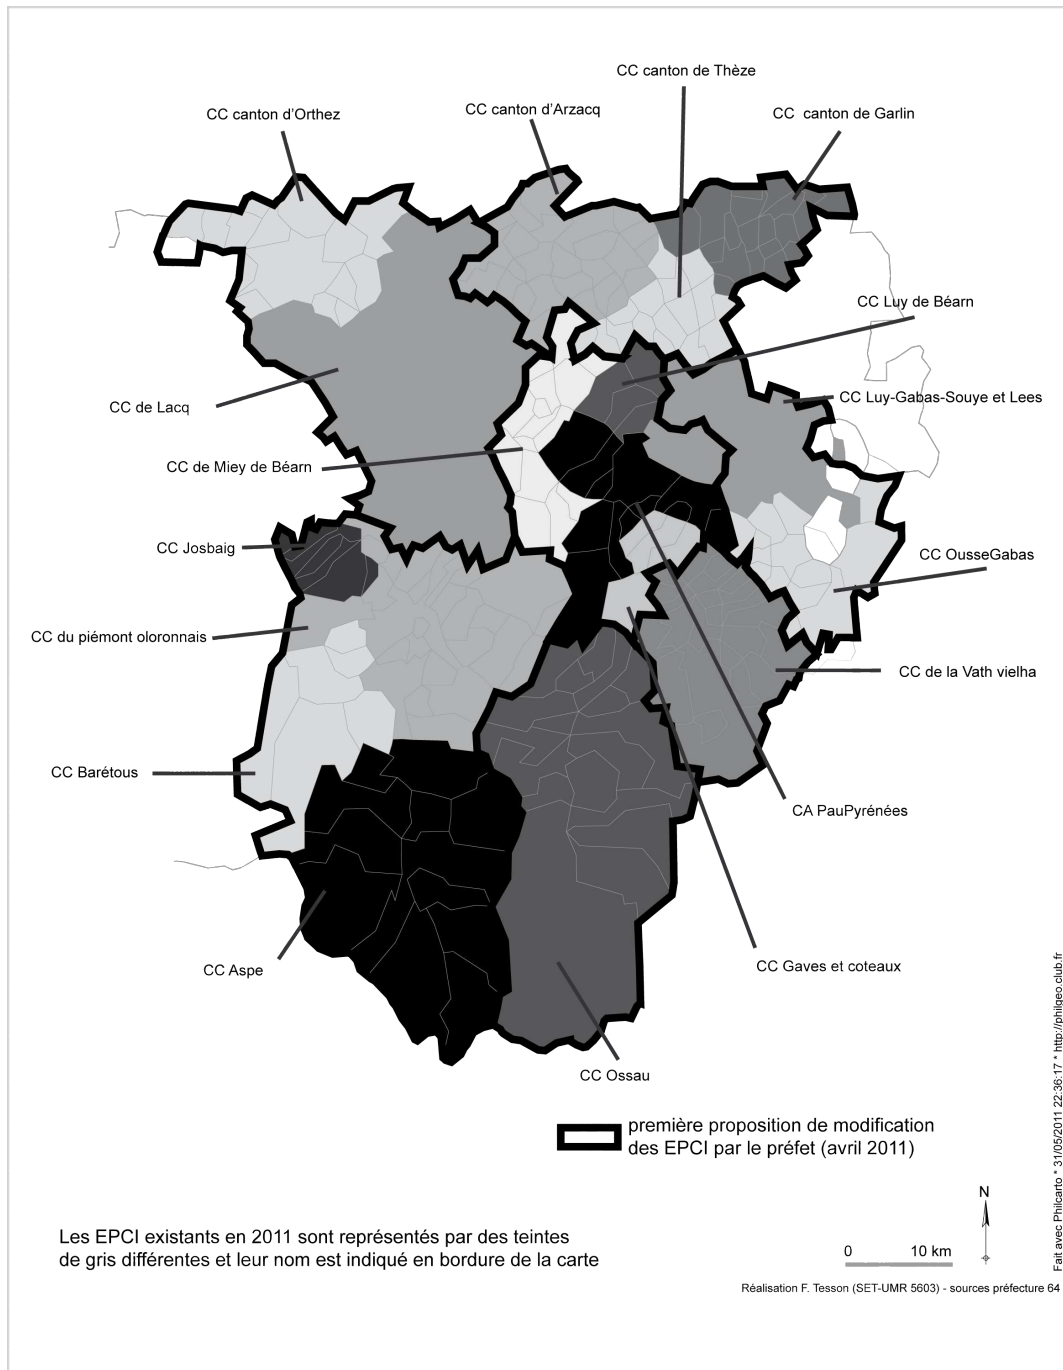 CC canton de Thèze
CC canton d'Orthez
CC canton d'Arzacq
CC canton de Garlin
CC Luy de Béarn
CC de Lacq
CC Luy-Gabas-Souye et Lees
CC de Miey de Béarn
CC Josbaig
CC OusseGabas
CC du piémont oloronnais
CC de la Vath vielha
CC Barétous
CA PauPyrénées
CC Aspe
CC Gaves et coteaux
CC Ossau
première proposition de modification
des EPCI par le préfet (avril 2011)
Les EPCI existants en 2011 sont représentés par des teintes
de gris différentes et leur nom est indiqué en bordure de la carte
N
0 10 km
Réalisation F. Tesson (SET-UMR 5603) - sources préfecture 64
Fait avec Philcarto * 31/05/2011 22:36:17 * http://philgeo.club.fr